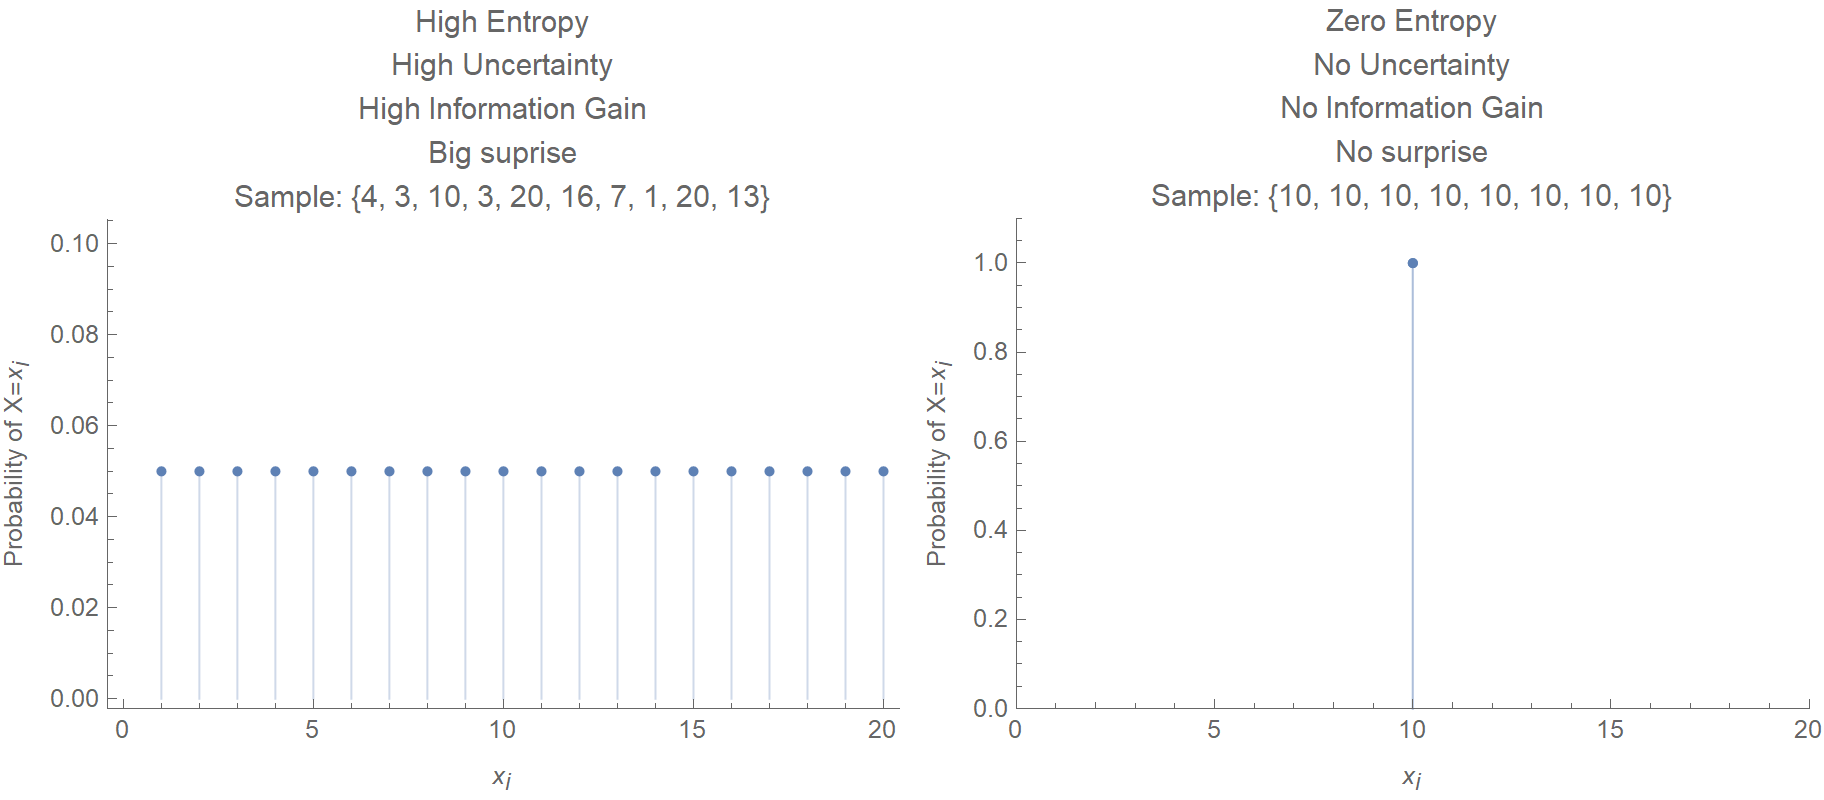 High Entropy
High Uncertainty
High Information Gain
Big suprise
Sample: {4, 3, 10, 3, 20, 16, 7, 1, 20, 13}
0.10
0.08
0.06
0.04
0.02
0.00
Probability of X=xi
0 5 10 15 20
xi
Zero Entropy
No Uncertainty
No Information Gain
No surprise
Sample: {10, 10, 10, 10, 10, 10, 10, 10}
1.0
0.8
0.6
0.4
0.2
0.0
Probability of X=xi
0 5 10 15 20
xi